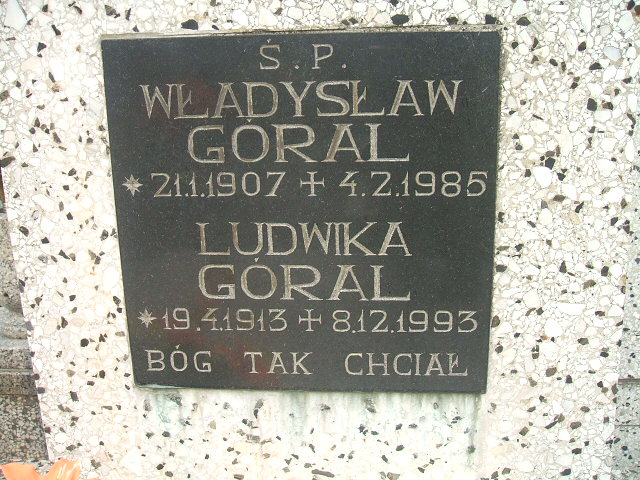 Ś.P.
WŁADYSŁAW
GÓRAL
* 21.1.1907 + 4.2.1985
LUDWIKA
GÓRAL
* 19.4.1913 + 8.12.1993
BÓG TAK CHCIAŁ